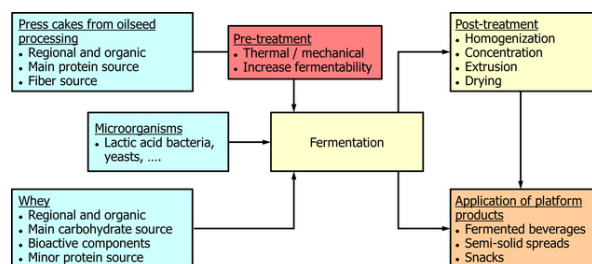 Press cakes from oilseed
processing
• Regional and organic
• Main protein source
• Fiber source
Pre-treatment
• Thermal / mechanical
• Increase fermentability
Post-treatment
• Homogenization
• Concentration
• Extrusion
• Drying
Microorganisms
• Lactic acid bacteria,
yeasts, ....
Fermentation
Whey
• Regional and organic
• Main carbohydrate source
• Bioactive components
• Minor protein source
Application of platform
products
• Fermented beverages
• Semi-solid spreads
• Snacks